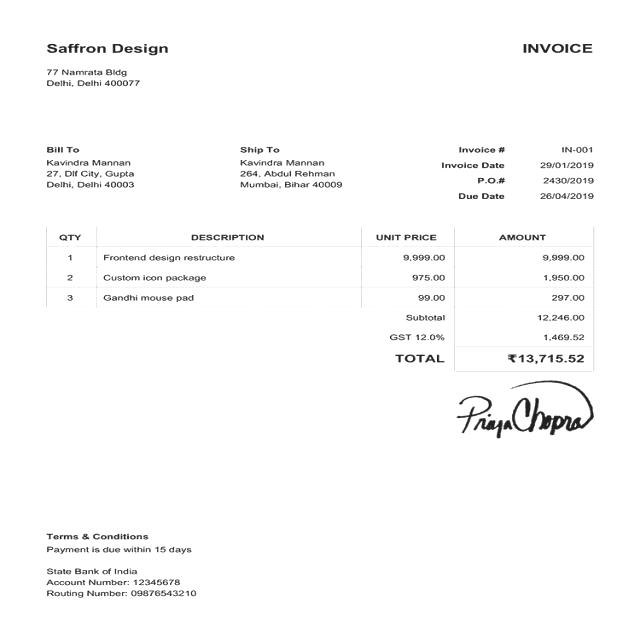 Saffron Design
INVOICE
77 Namrata Bldg
Delhi, Delhi 400077
Bill To
Kavindra Mannan
27, Dlf City, Gupta
Delhi, Delhi 40003
Ship To
Kavindra Mannan
264, Abdul Rehman
Mumbai, Bihar 40009
Invoice # IN-001
Invoice Date 29/01/2019
P.O.# 2430/2019
Due Date 26/04/2019
QTY DESCRIPTION UNIT PRICE AMOUNT
1 Frontend design restructure 9,999.00 9,999.00
2 Custom icon package 975.00 1,950.00
3 Gandhi mouse pad 99.00 297.00
Subtotal 12,246.00
GST 12.0% 1,469.52
TOTAL ₹13,715.52
Priya Chopra
Terms & Conditions
Payment is due within 15 days
State Bank of India
Account Number: 12345678
Routing Number: 09876543210